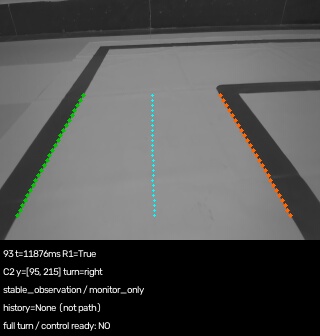 93 t=11876ms R1=True
C2 y=[95, 215] turn=right
stable_observation / monitor_only
history=None (not path)
full turn / control ready: NO